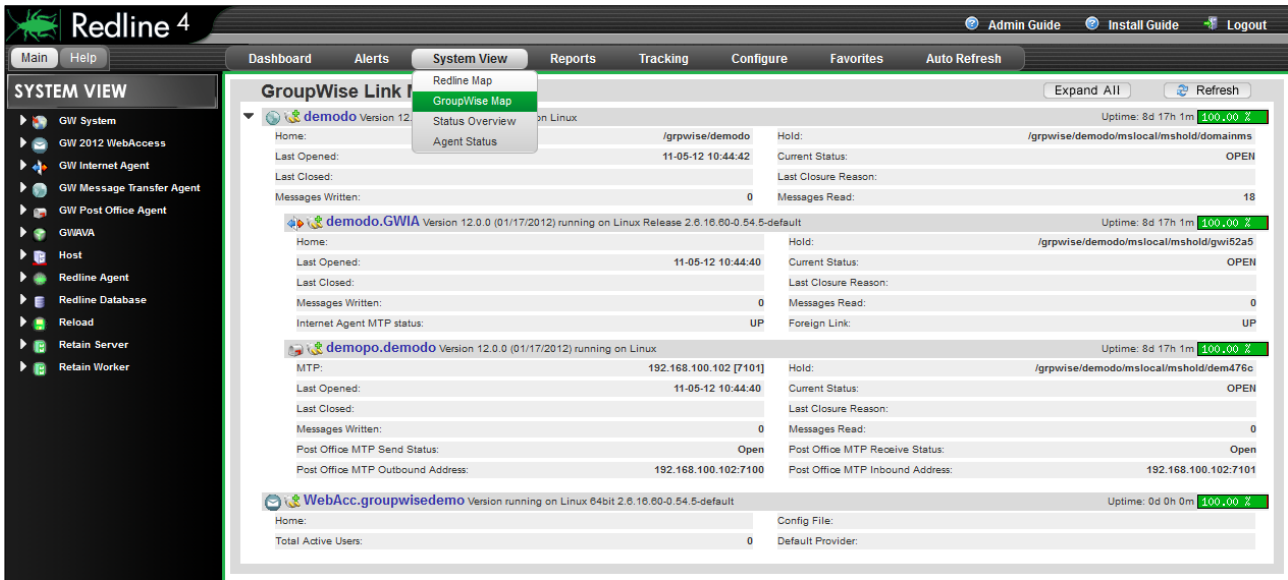 Redline 4
Admin Guide Install Guide Logout
Main Help
Dashboard Alerts System View Reports Tracking Configure Favorites Auto Refresh
SYSTEM VIEW
GW System
GW 2012 WebAccess
GW Internet Agent
GW Message Transfer Agent
GW Post Office Agent
GWAVA
Host
Redline Agent
Redline Database
Reload
Retain Server
Retain Worker
Redline Map
GroupWise Map
Status Overview
Agent Status
GroupWise Link
Expand All Refresh
demodo Version 12. on Linux Uptime: 8d 17h 1m 100.00 %
Home: /grpwise/demodo Hold: /grpwise/demodo/mslocal/mshold/domainms
Last Opened: 11-05-12 10:44:42 Current Status: OPEN
Last Closed: Last Closure Reason:
Messages Written: 0 Messages Read: 18
demodo.GWIA Version 12.0.0 (01/17/2012) running on Linux Release 2.6.16.60-0.54.5-default Uptime: 8d 17h 1m 100.00 %
Home: Hold: /grpwise/demodo/mslocal/mshold/gwi52a5
Last Opened: 11-05-12 10:44:40 Current Status: OPEN
Last Closed: Last Closure Reason:
Messages Written: 0 Messages Read: 0
Internet Agent MTP status: UP Foreign Link: UP
demopo.demodo Version 12.0.0 (01/17/2012) running on Linux Uptime: 8d 17h 1m 100.00 %
MTP: 192.168.100.102 [7101] Hold: /grpwise/demodo/mslocal/mshold/dem476c
Last Opened: 11-05-12 10:44:40 Current Status: OPEN
Last Closed: Last Closure Reason:
Messages Written: 0 Messages Read: 0
Post Office MTP Send Status: Open Post Office MTP Receive Status: Open
Post Office MTP Outbound Address: 192.168.100.102:7100 Post Office MTP Inbound Address: 192.168.100.102:7101
WebAcc.groupwisedemo Version running on Linux 64bit 2.6.16.60-0.54.5-default Uptime: 0d 0h 0m 100.00 %
Home: Config File:
Total Active Users: 0 Default Provider: